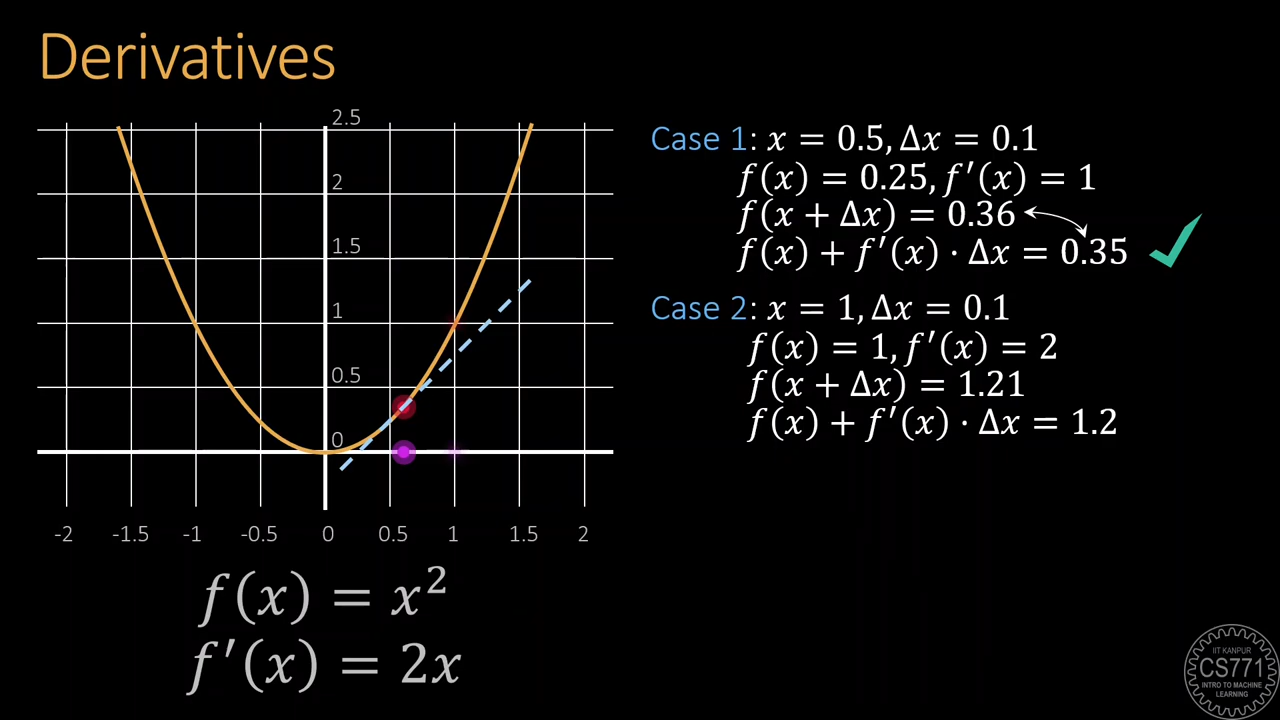 Derivatives
2.5
2
1.5
1
0.5
0
-2 -1.5 -1 -0.5 0 0.5 1 1.5 2
f(x) = x²
f′(x) = 2x
Case 1: x = 0.5, Δx = 0.1
f(x) = 0.25, f′(x) = 1
f(x + Δx) = 0.36
f(x) + f′(x) · Δx = 0.35
Case 2: x = 1, Δx = 0.1
f(x) = 1, f′(x) = 2
f(x + Δx) = 1.21
f(x) + f′(x) · Δx = 1.2
IIT KANPUR
CS771
INTRO TO MACHINE
LEARNING